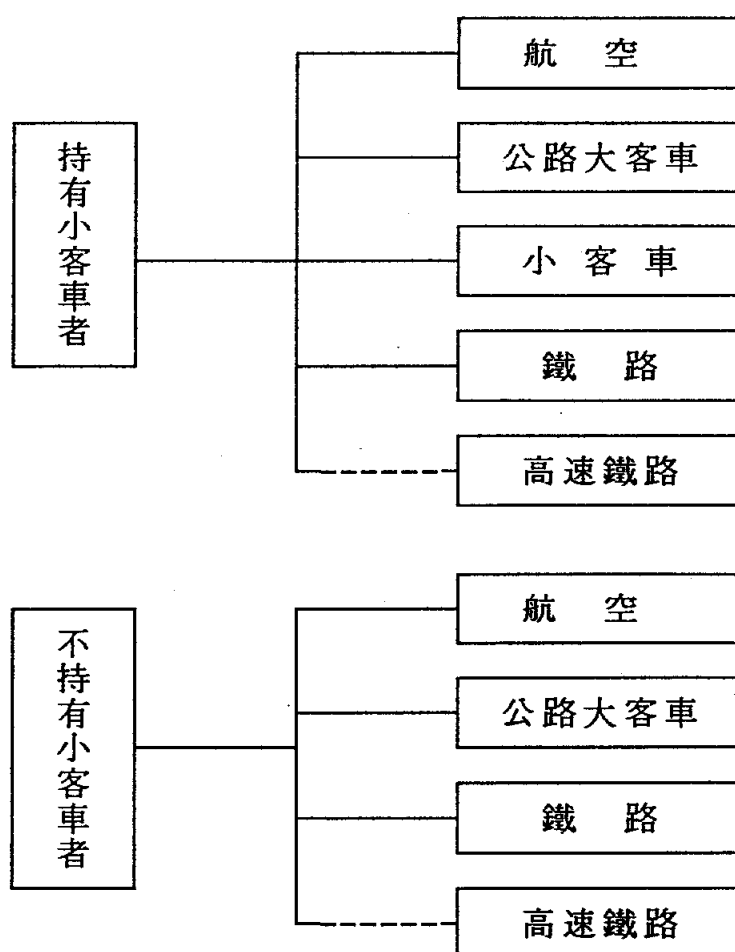 持有小客車者
航空
公路大客車
小客車
鐵路
高速鐵路
不持有小客車者
航空
公路大客車
鐵路
高速鐵路